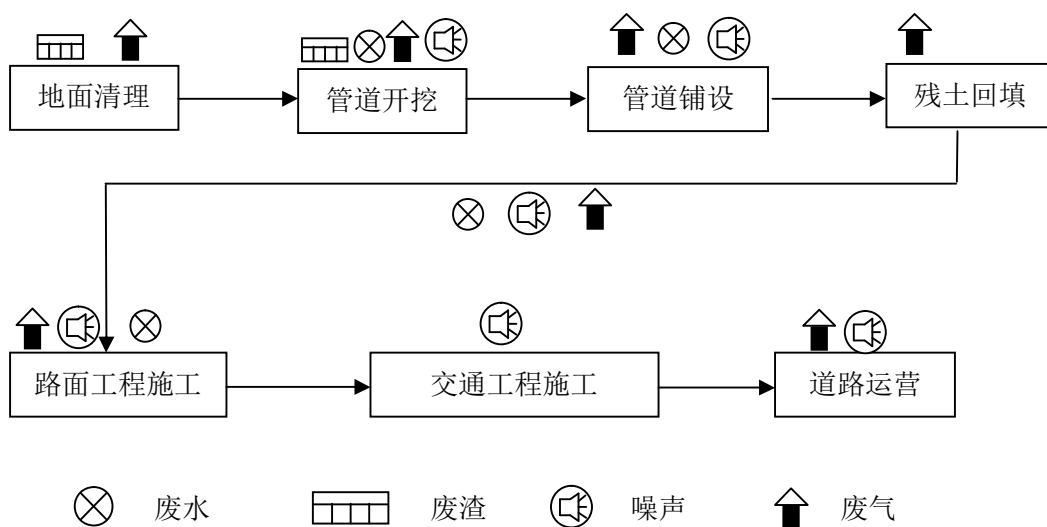 地面清理
管道开挖
管道铺设
残土回填
路面工程施工
交通工程施工
道路运营
废水
废渣
噪声
废气